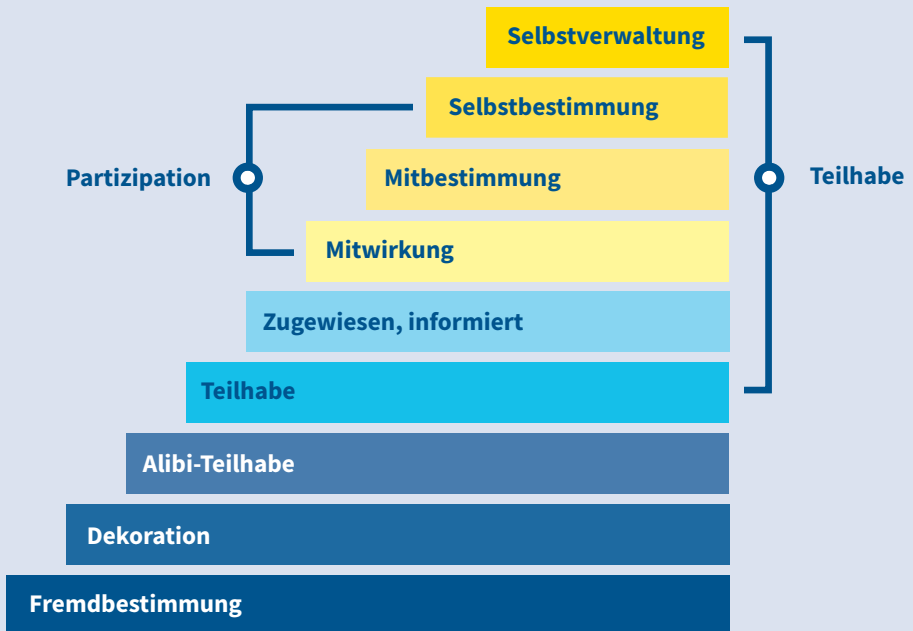 Selbstverwaltung
Selbstbestimmung
Partizipation
Mitbestimmung
Teilhabe
Mitwirkung
Zugewiesen, informiert
Teilhabe
Alibi-Teilhabe
Dekoration
Fremdbestimmung